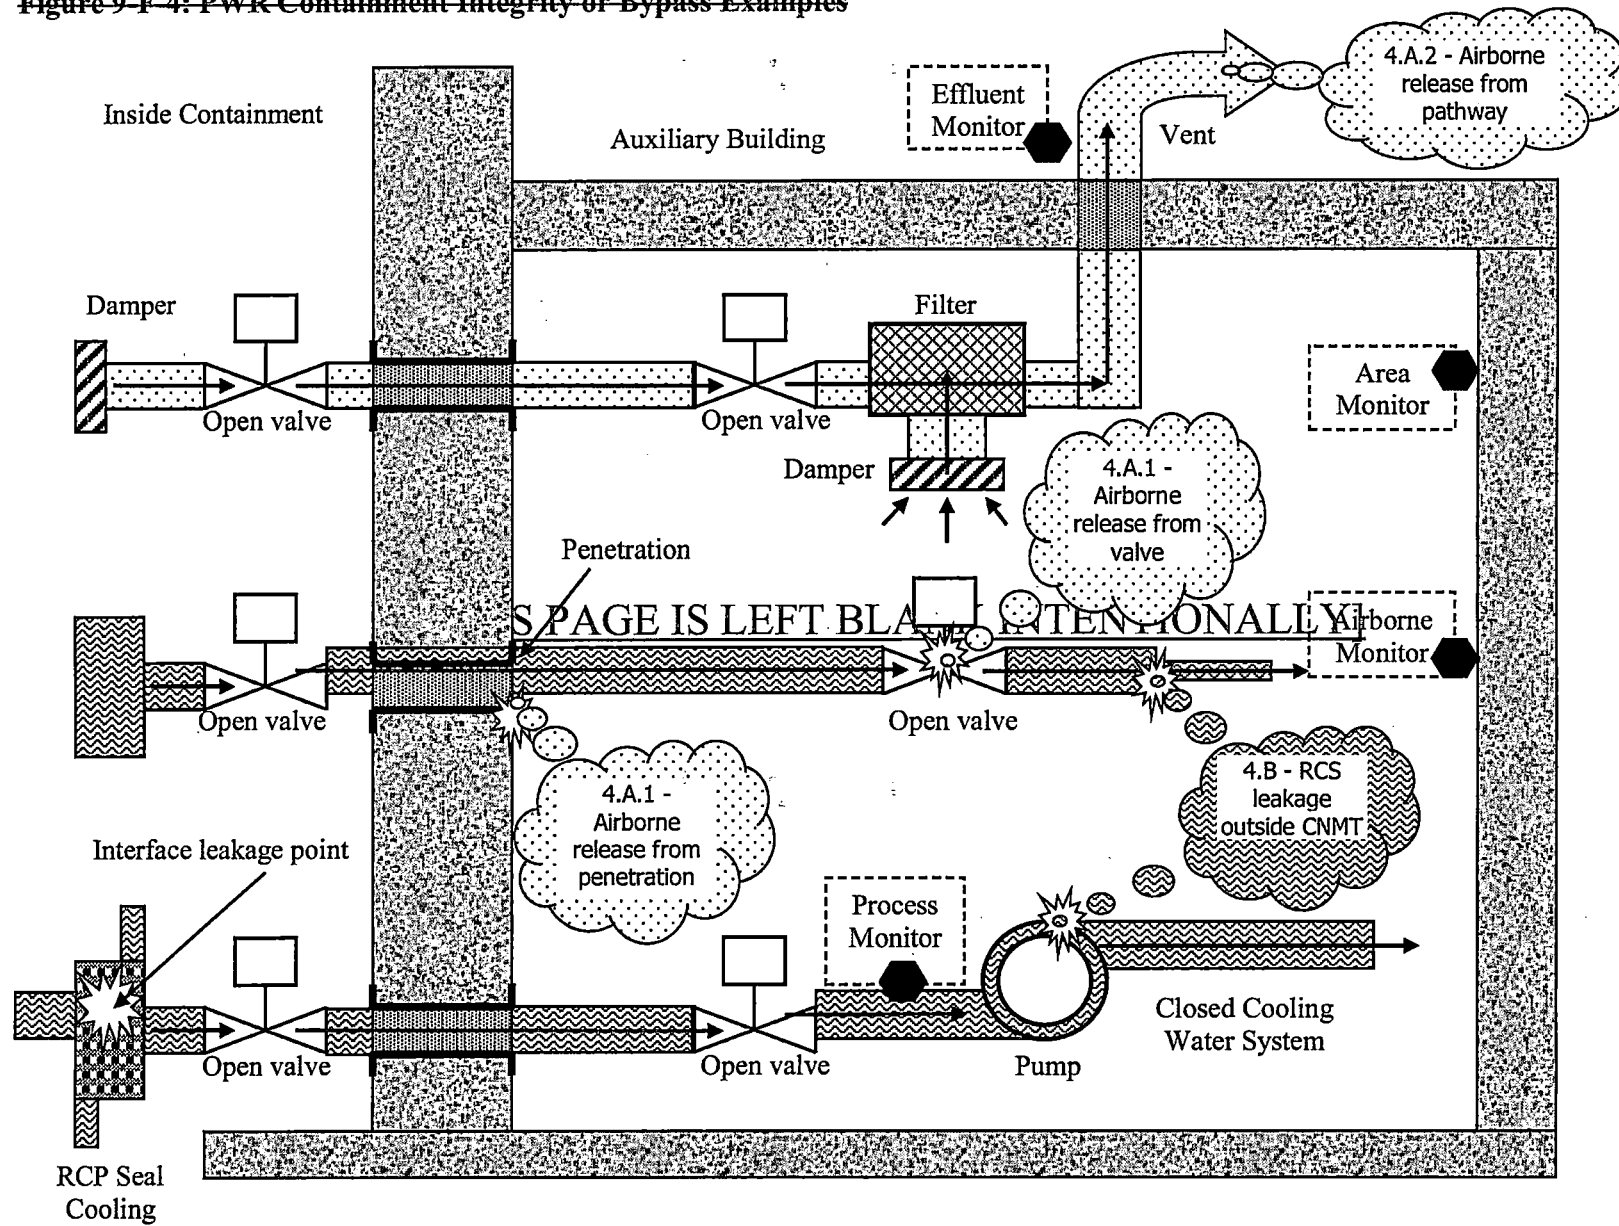 Figure 9-F-4: PWR Containment Integrity or Bypass Examples
Inside Containment
Auxiliary Building
Effluent
Monitor
Vent
4.A.2 - Airborne
release from
pathway
Damper
Open valve
Open valve
Filter
Damper
Area
Monitor
4.A.1 -
Airborne
release from
valve
Penetration
S PAGE IS LEFT BLANK INTENTIONALLY]
Airborne
Monitor
Open valve
Open valve
4.A.1 -
Airborne
release from
penetration
4.B - RCS
leakage
outside CNMT
Interface leakage point
Process
Monitor
Open valve
Open valve
Pump
Closed Cooling
Water System
RCP Seal
Cooling